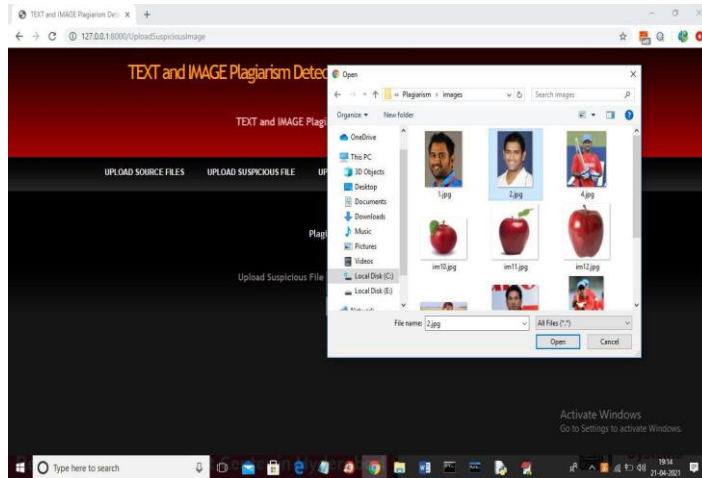 TEXT and IMAGE Plagiarism Dete
127.0.0.1:8000/UploadSuspiciousImage
TEXT and IMAGE Plagiarism Detec
TEXT and IMAGE Plagi
UPLOAD SOURCE FILES UPLOAD SUSPICIOUS FILE UP
Plagi
Upload Suspicious File
Open
Plagiarism images
Search images
Organize New folder
OneDrive
This PC
3D Objects
Desktop
Documents
Downloads
Music
Pictures
Videos
Local Disk (C:)
Local Disk (E:)
1.jpg 2.jpg 4.jpg
im10.jpg im11.jpg im12.jpg
File name: 2.jpg
All Files (*.*)
Open Cancel
Activate Windows
Go to Settings to activate Windows.
Type here to search
19:14
21-04-2021